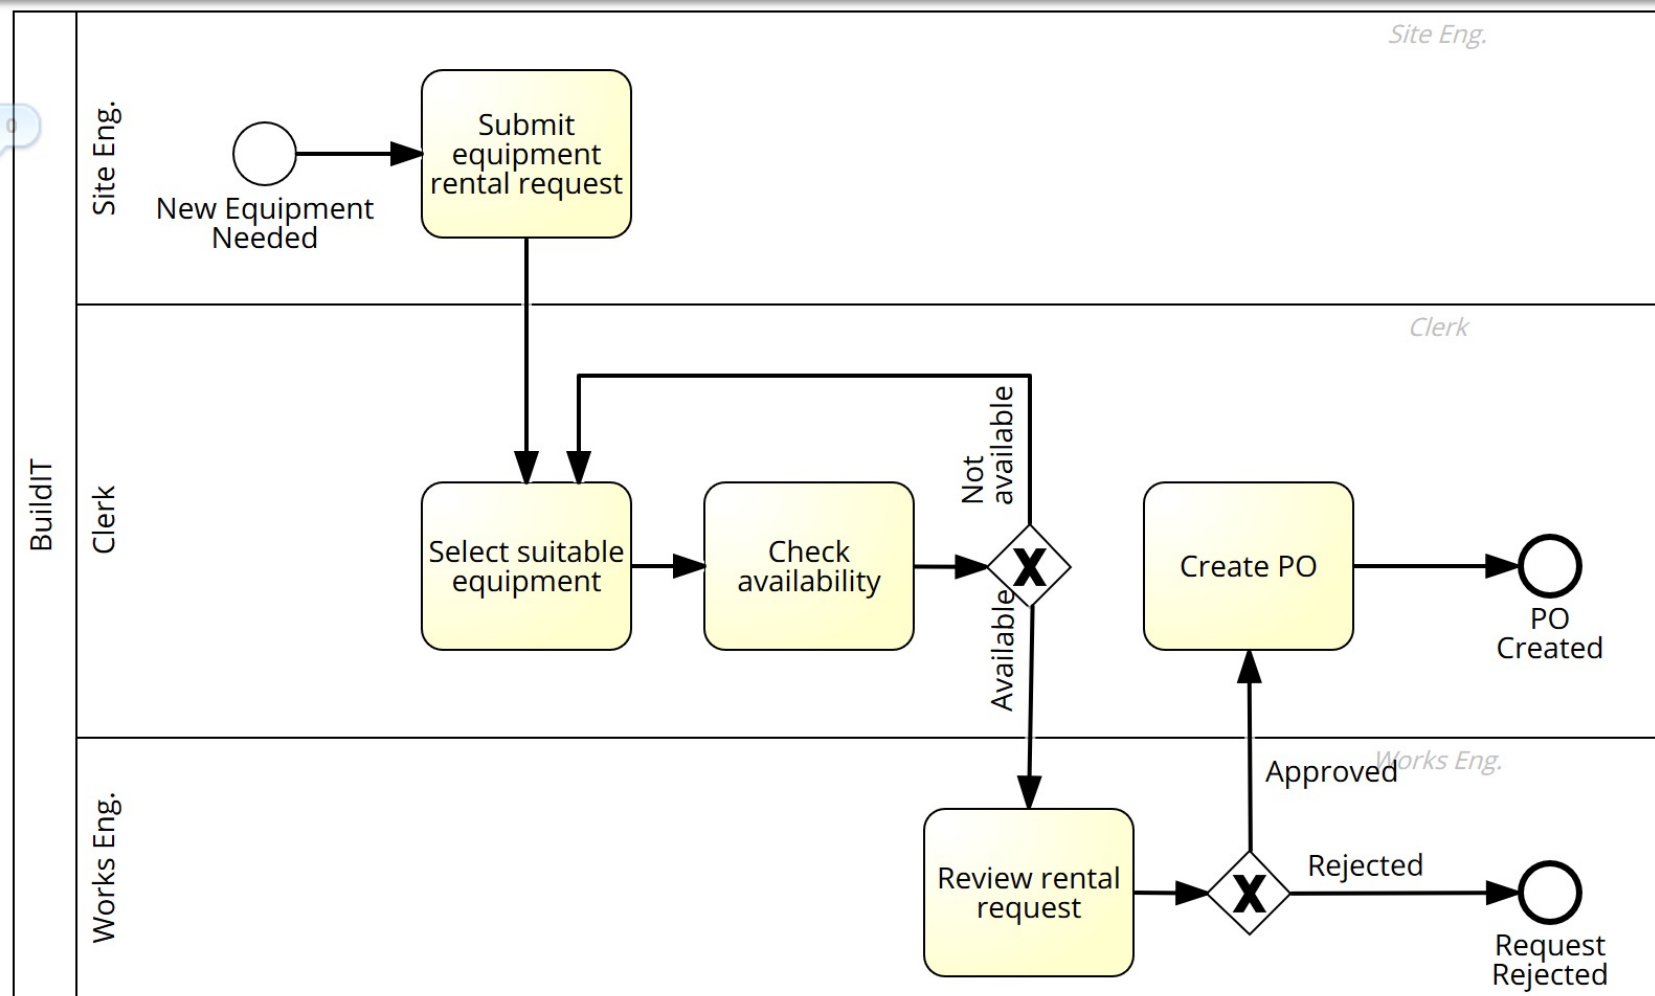 Site Eng.
BuildIT
Site Eng.
0
New Equipment
Needed
Submit
equipment
rental request
Clerk
Clerk
Select suitable
equipment
Check
availability
Not
available
X
Available
Create PO
PO
Created
Works Eng.
Works Eng.
Review rental
request
X
Approved
Rejected
Request
Rejected